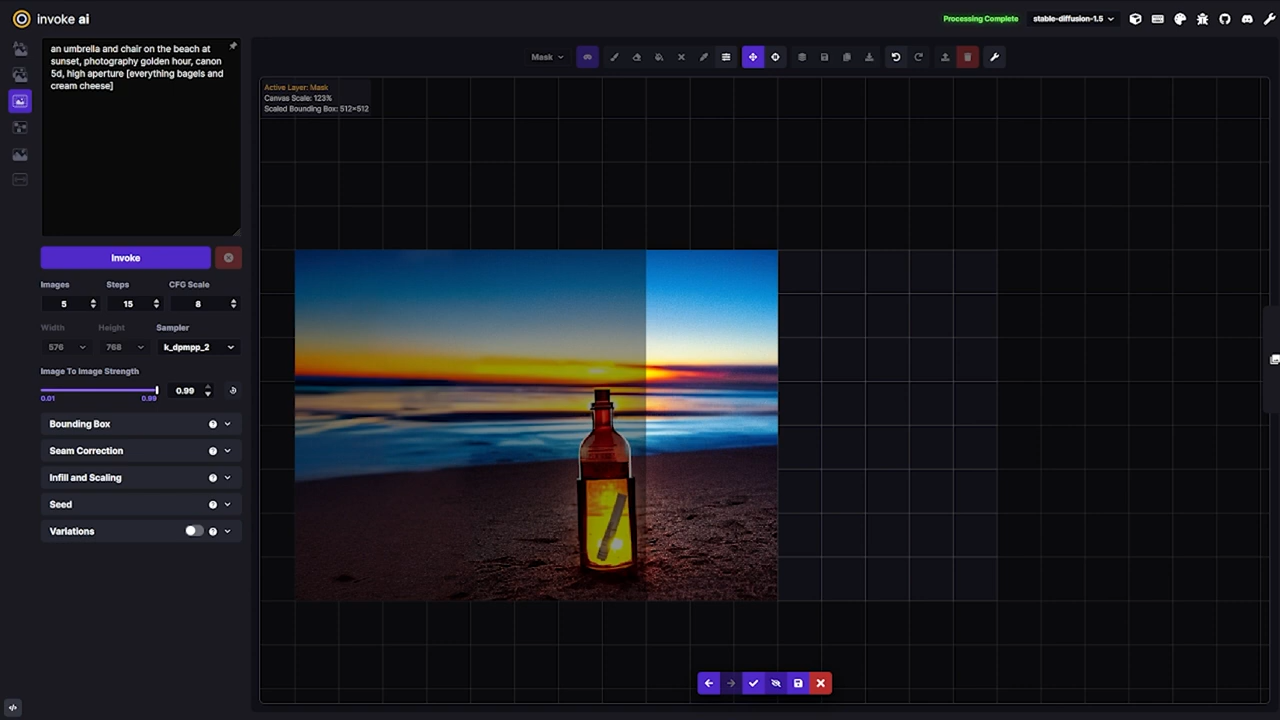 invoke ai
Processing Complete
stable-diffusion-1.5
an umbrella and chair on the beach at
sunset, photography golden hour, canon
5d, high aperture [everything bagels and
cream cheese]
Mask
Active Layer: Mask
Canvas Scale: 123%
Scaled Bounding Box: 512×512
Invoke
Images Steps CFG Scale
5 15 8
Width Height Sampler
576 768 k_dpmpp_2
Image To Image Strength
0.99
0.01 0.99
Bounding Box
Seam Correction
Infill and Scaling
Seed
Variations